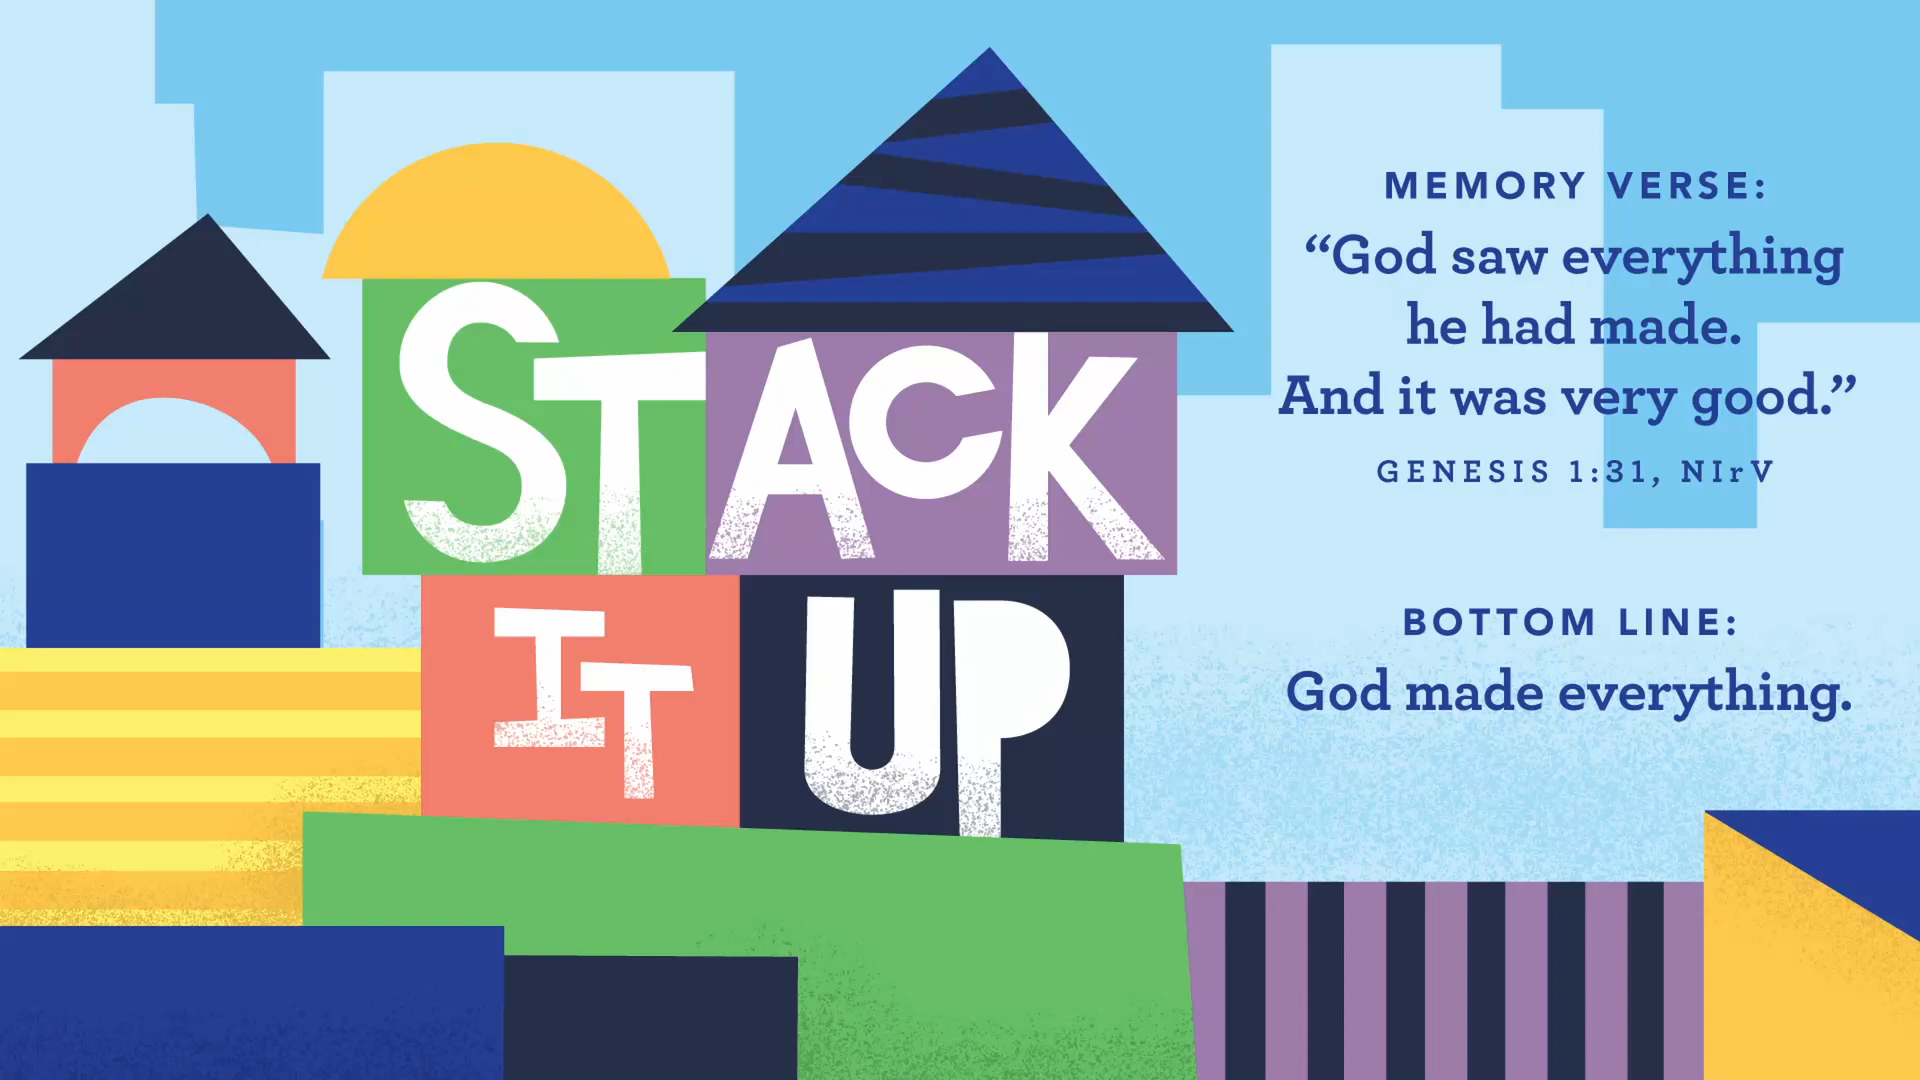 STACK
IT UP
MEMORY VERSE:
“God saw everything
he had made.
And it was very good.”
GENESIS 1:31, NIrV
BOTTOM LINE:
God made everything.